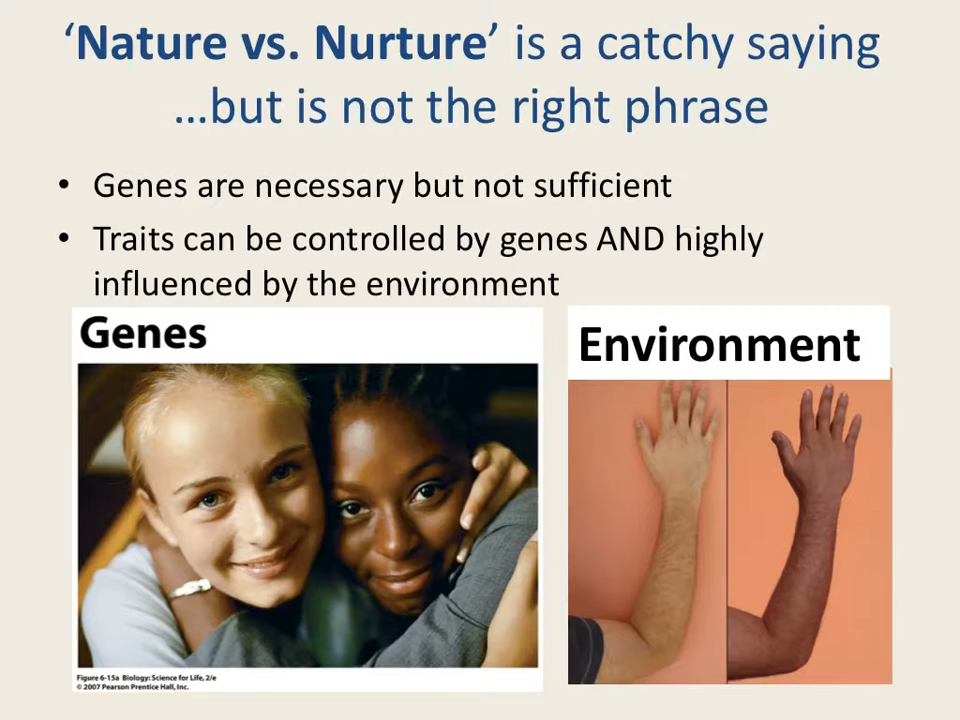 ‘Nature vs. Nurture’ is a catchy saying
…but is not the right phrase
• Genes are necessary but not sufficient
• Traits can be controlled by genes AND highly
influenced by the environment
Genes
Environment
Figure 6-15a Biology: Science for Life, 2/e
© 2007 Pearson Prentice Hall, Inc.